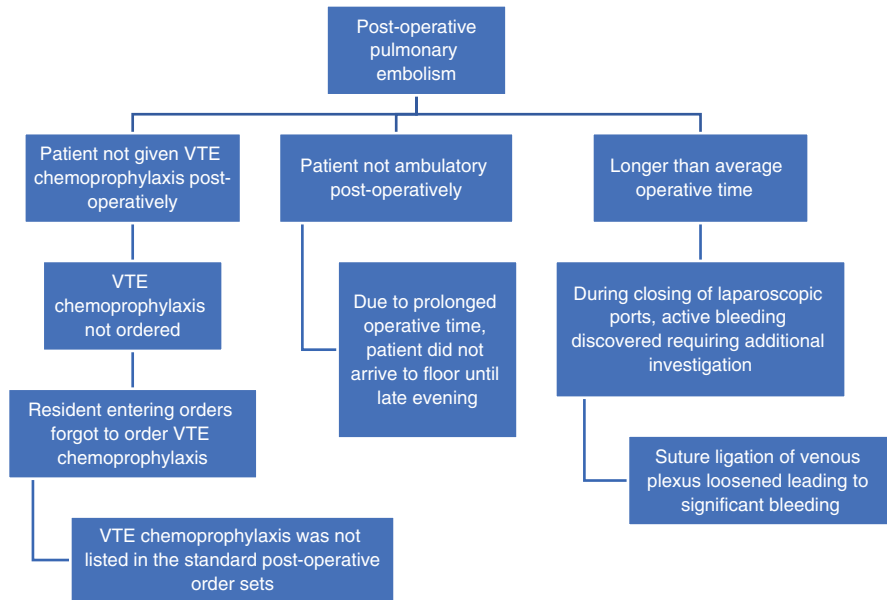 Post-operative
pulmonary
embolism
Patient not given VTE
chemoprophylaxis post-
operatively
Patient not ambulatory
post-operatively
Longer than average
operative time
VTE
chemoprophylaxis
not ordered
Due to prolonged
operative time,
patient did not
arrive to floor until
late evening
During closing of laparoscopic
ports, active bleeding
discovered requiring additional
investigation
Resident entering orders
forgot to order VTE
chemoprophylaxis
Suture ligation of venous
plexus loosened leading to
significant bleeding
VTE chemoprophylaxis was not
listed in the standard post-operative
order sets